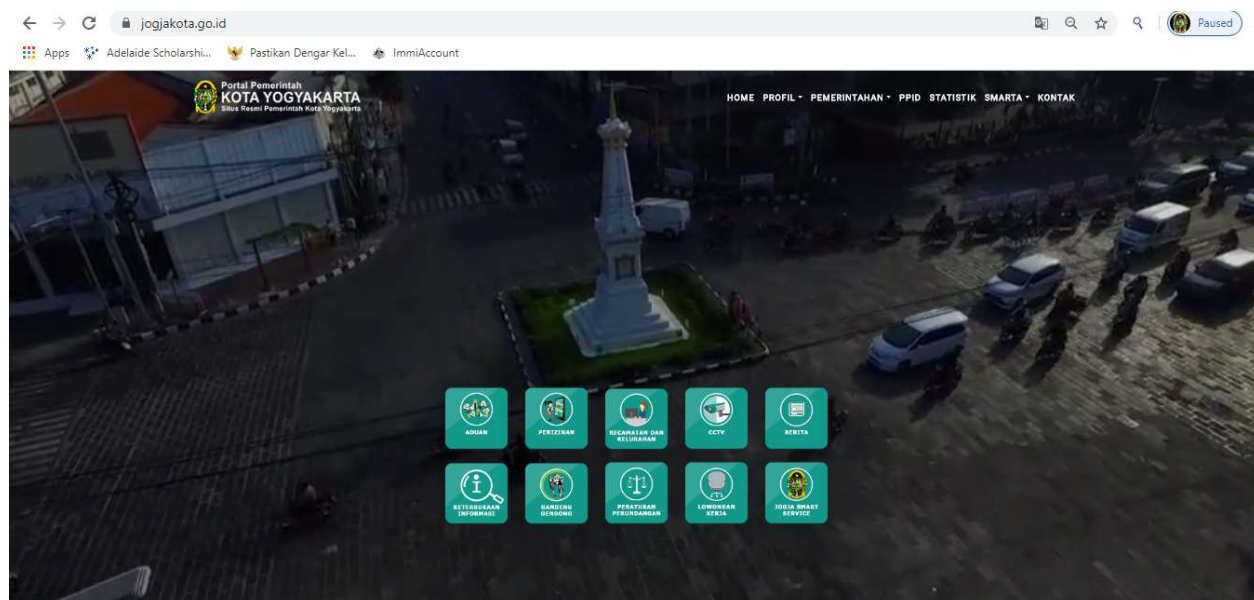 jogjakota.go.id
Paused
Apps Adelaide Scholarshi... Pastikan Dengar Kel... ImmiAccount
Portal Pemerintah
KOTA YOGYAKARTA
Situs Resmi Pemerintah Kota Yogyakarta
HOME PROFIL PEMERINTAHAN PPID STATISTIK SMARTA KONTAK
ADUAN
PERIZINAN
KECAMATAN DAN
KELURAHAN
CCTV
BERITA
KETERBUKAAN
INFORMASI
GANDENG
GENDONG
PERATURAN
PERUNDANGAN
LOWONGAN
KERJA
JOGJA SMART
SERVICE